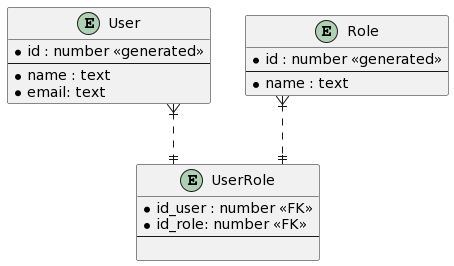 E User
* id : number «generated»
* name : text
* email: text
E Role
* id : number «generated»
* name : text
E UserRole
* id_user : number «FK»
* id_role: number «FK»